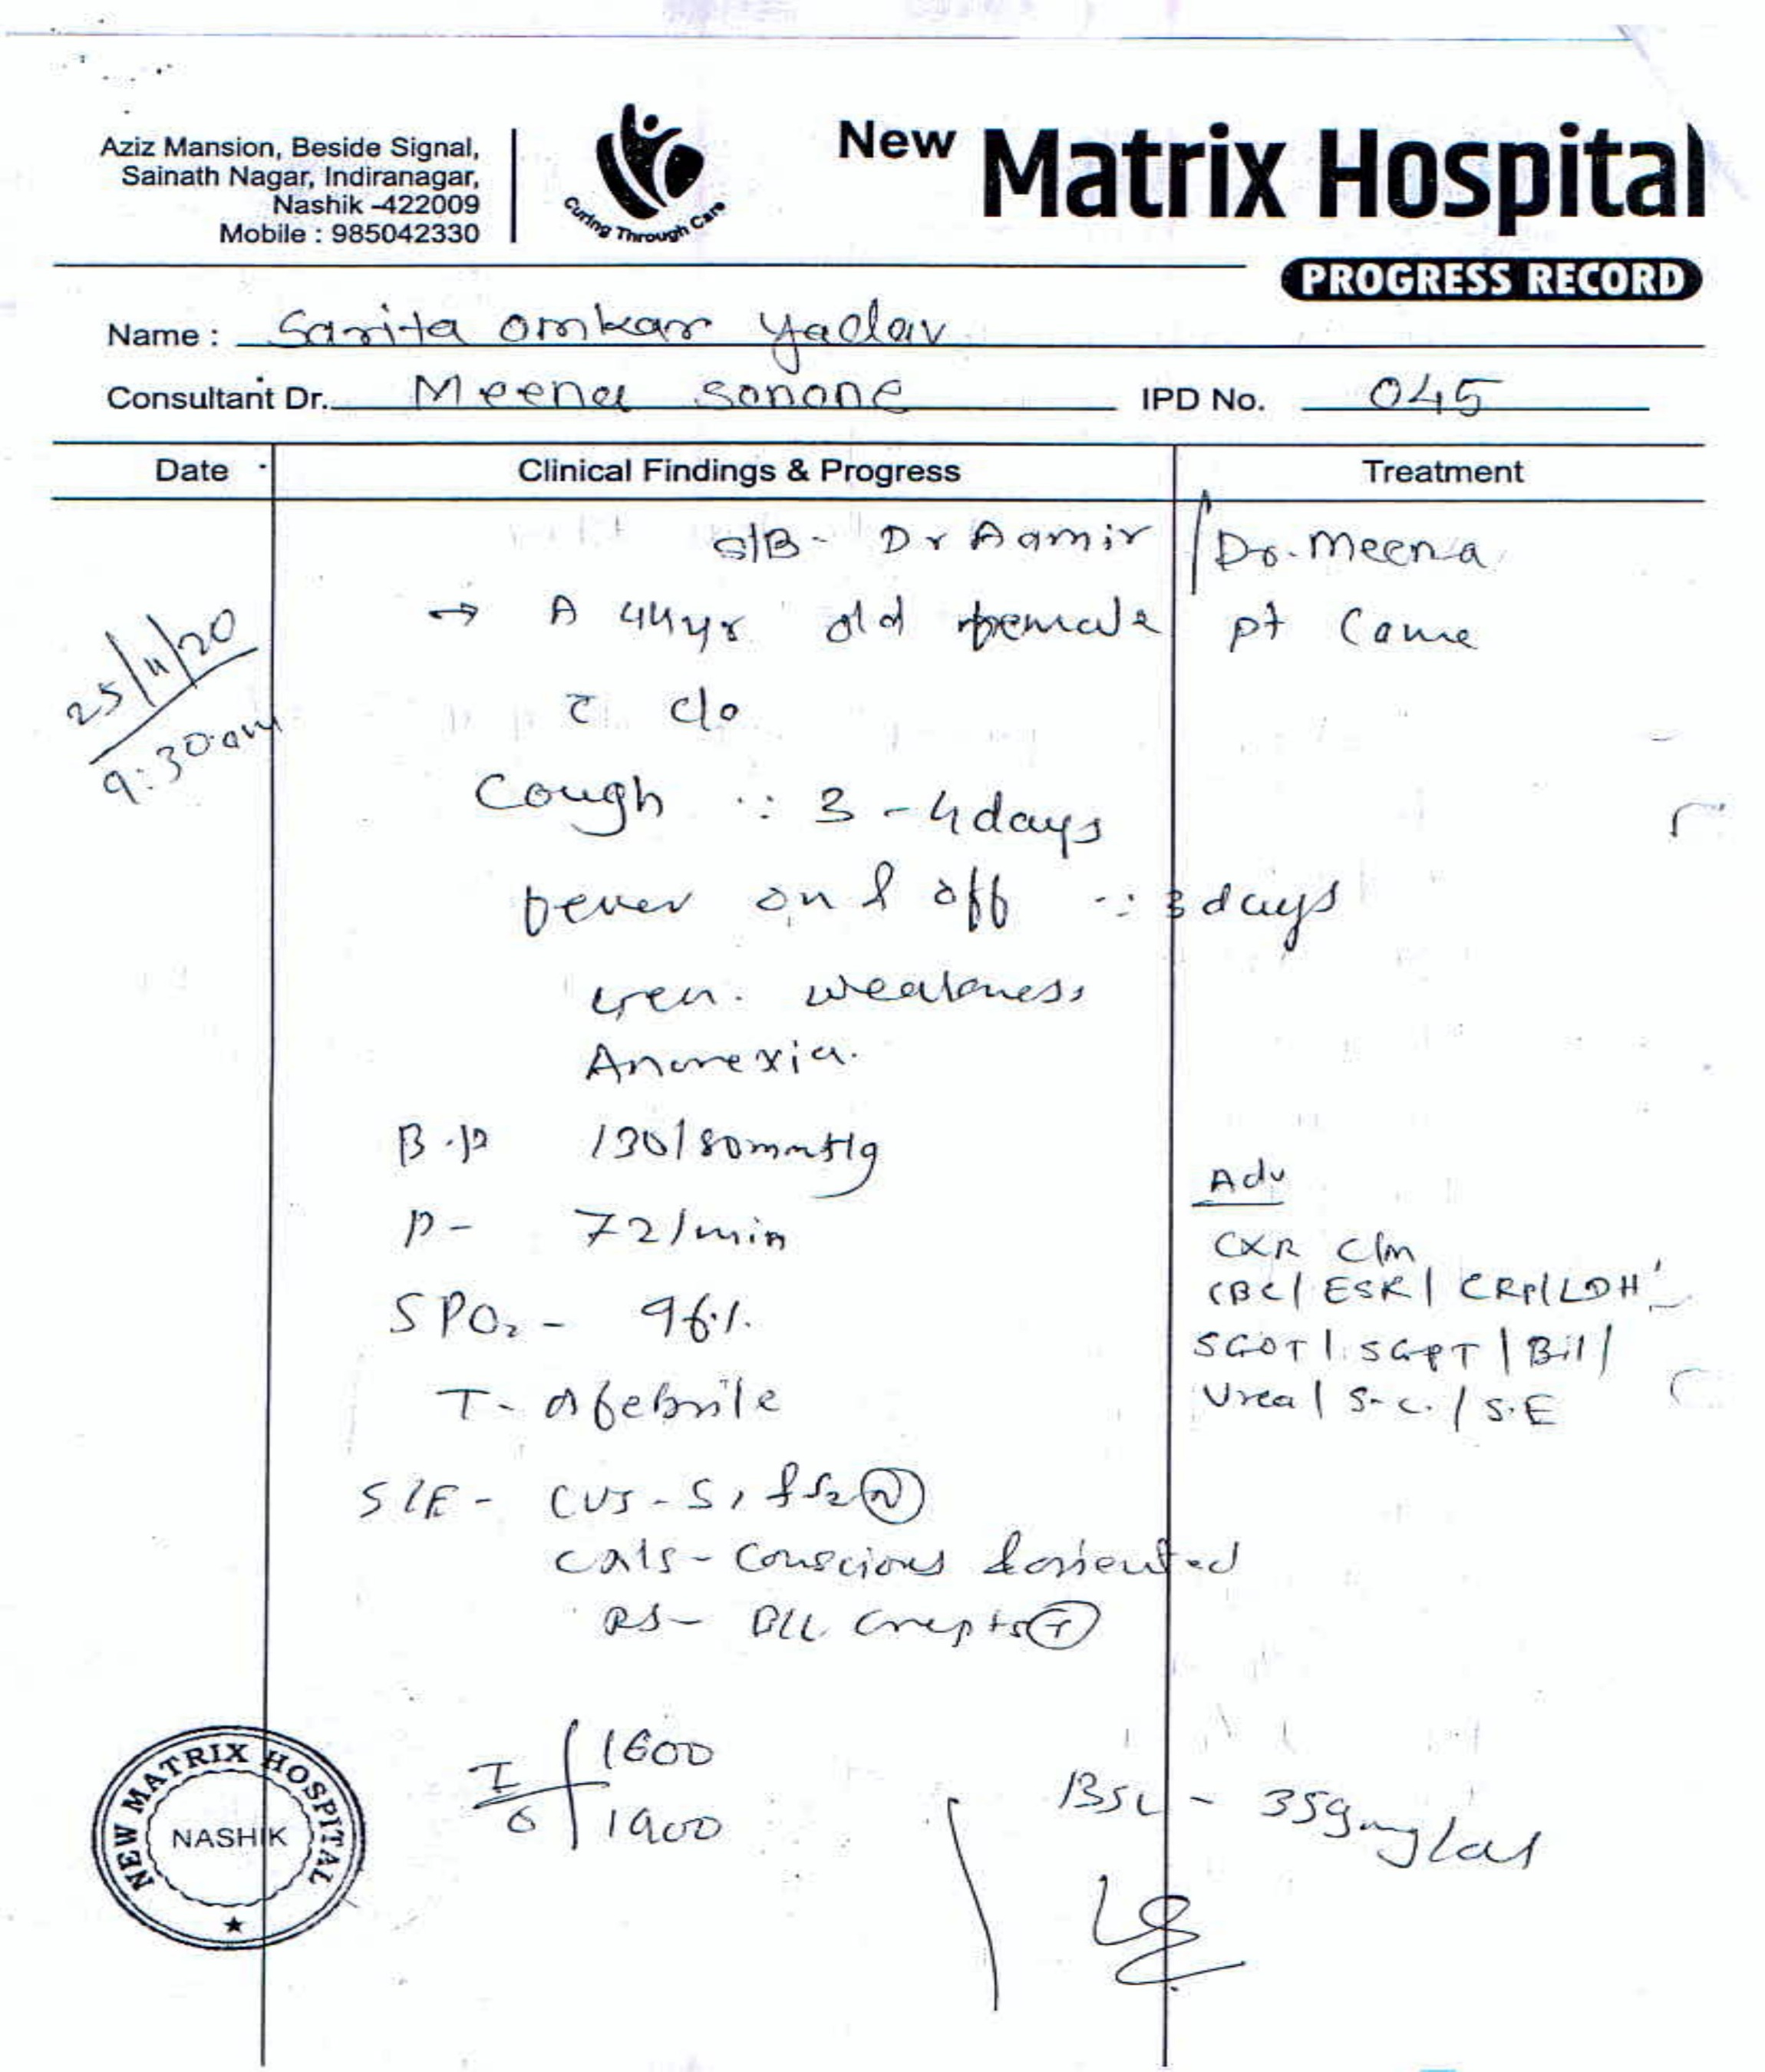 Aziz Mansion, Beside Signal,
Sainath Nagar, Indiranagar,
Nashik -422009
Mobile : 985042330
Curing Through Care
New Matrix Hospital
PROGRESS RECORD
Name : Sarita Omkar Yadav
Consultant Dr. Meena Sonone IPD No. 045
Date Clinical Findings & Progress Treatment
S/B - Dr Aamir / Dr. Meena
25/11/20
9:30am
→ A 44yr old female pt Came
c̄ c/o
Cough ∵ 3 - 4days
fever on & off ∵ 3days
Gen. weakness
Anorexia.
B.P 130/80mmHg
P - 72/min
SPO₂ - 96%.
T - Afebrile
Adv
CXR
CBC/ ESR/ CRP/ LDH
SGOT/ SGPT/ Bil/
Urea/ S.C./ S.E
S/E - CVS - S1 & S2 (N)
CNS - Conscious & oriented
RS - BLL Crepts (+)
I 1600
O 1900
BSL - 359mg/dl
NEW MATRIX HOSPITAL
NASHIK